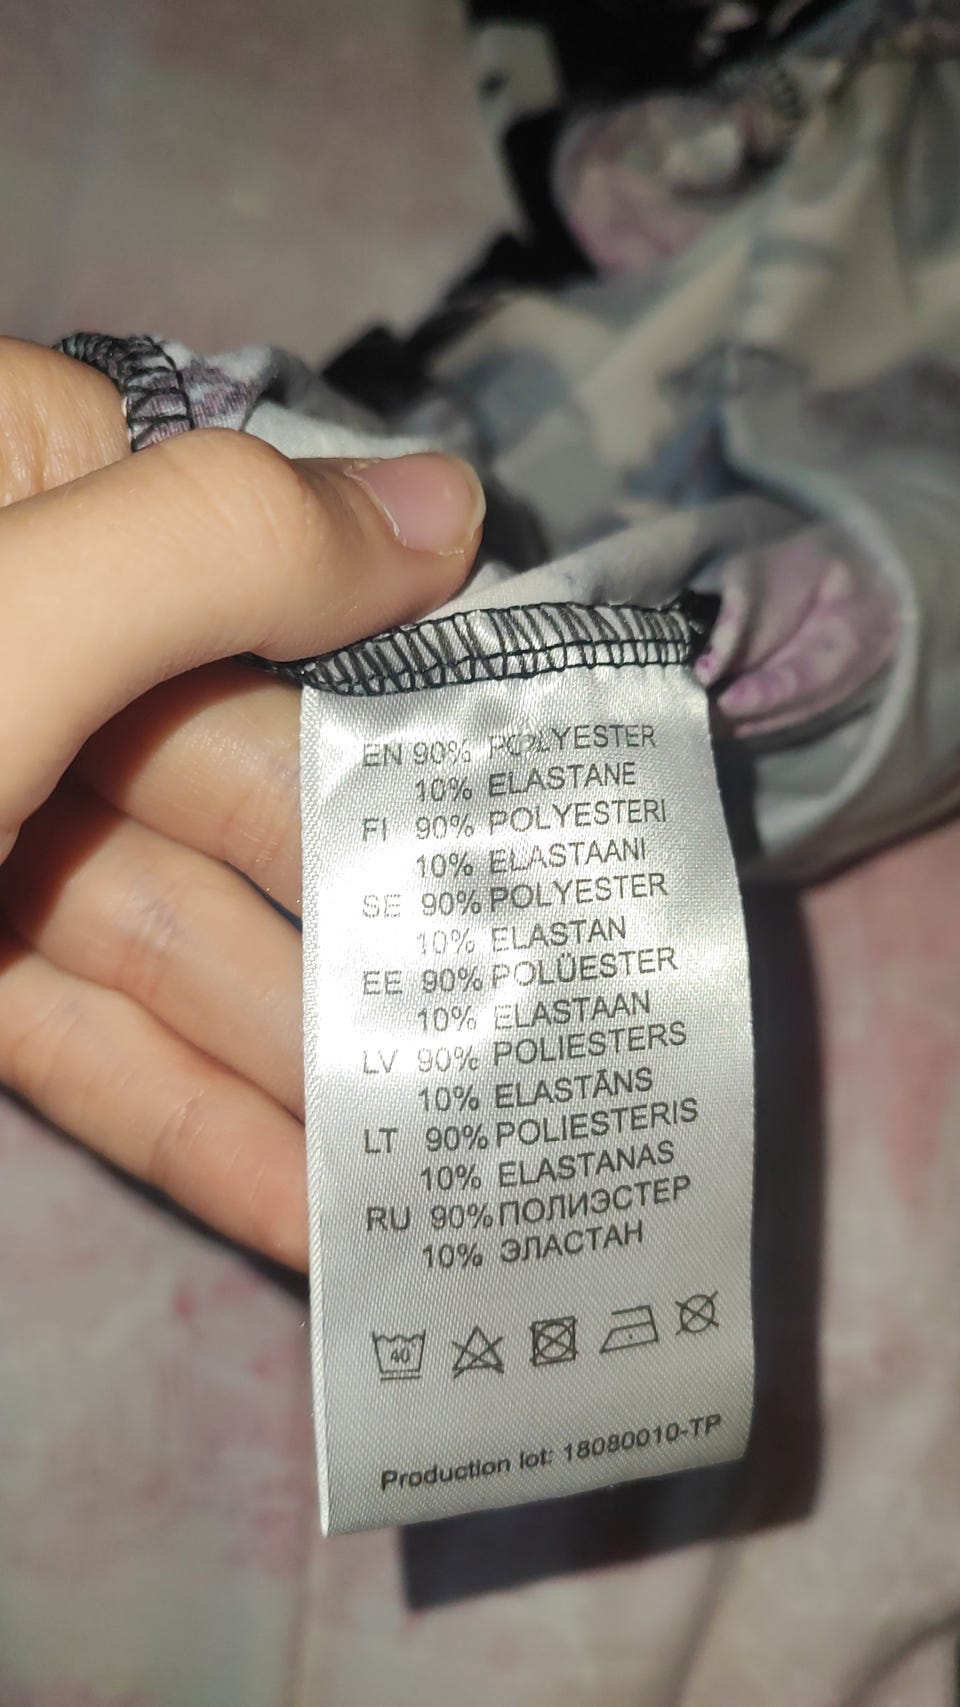 EN 90% POLYESTER
10% ELASTANE
FI 90% POLYESTERI
10% ELASTAANI
SE 90% POLYESTER
10% ELASTAN
EE 90% POLÜESTER
10% ELASTAAN
LV 90% POLIESTERS
10% ELASTĀNS
LT 90% POLIESTERIS
10% ELASTANAS
RU 90% ПОЛИЭСТЕР
10% ЭЛАСТАН
40
Production lot: 18080010-TP